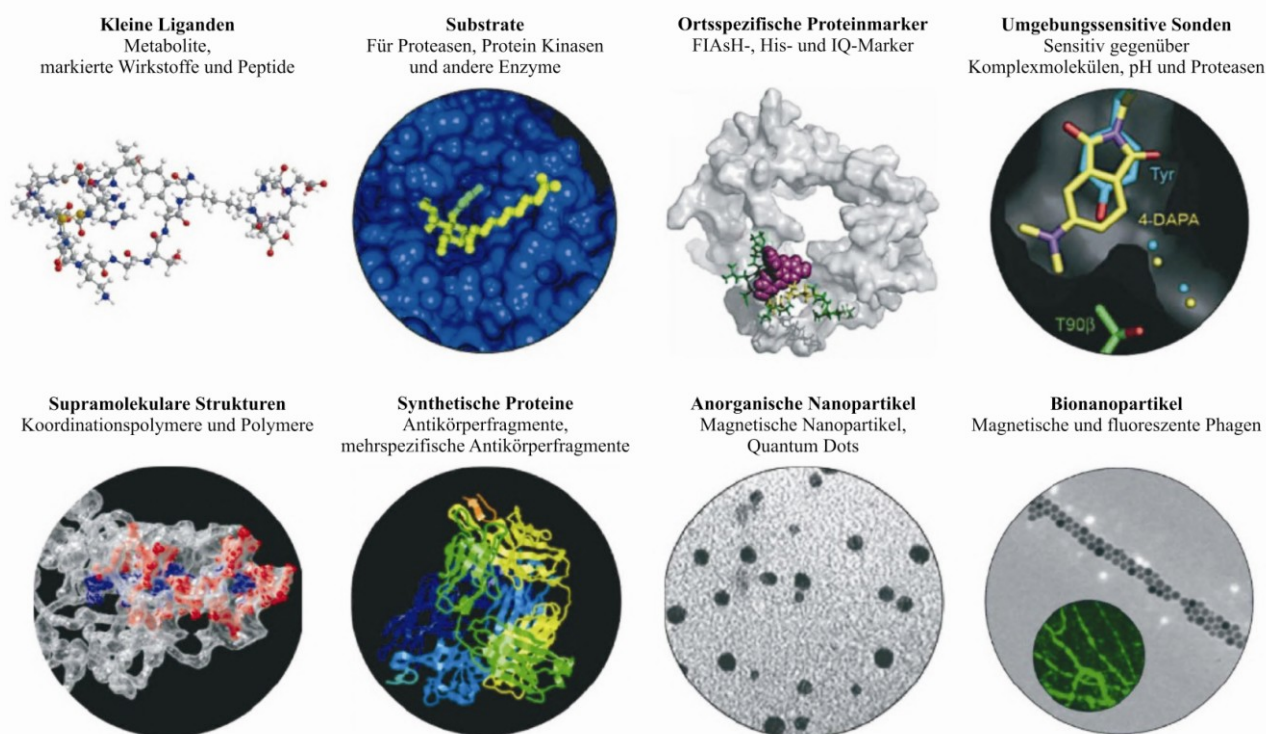 Kleine Liganden
Metabolite,
markierte Wirkstoffe und Peptide
Substrate
Für Proteasen, Protein Kinasen
und andere Enzyme
Ortsspezifische Proteinmarker
FIAsH-, His- und IQ-Marker
Umgebungssensitive Sonden
Sensitiv gegenüber
Komplexmolekülen, pH und Proteasen
Tyr
4-DAPA
T90β
Supramolekulare Strukturen
Koordinationspolymere und Polymere
Synthetische Proteine
Antikörperfragmente,
mehrspezifische Antikörperfragmente
Anorganische Nanopartikel
Magnetische Nanopartikel,
Quantum Dots
Bionanopartikel
Magnetische und fluoreszente Phagen